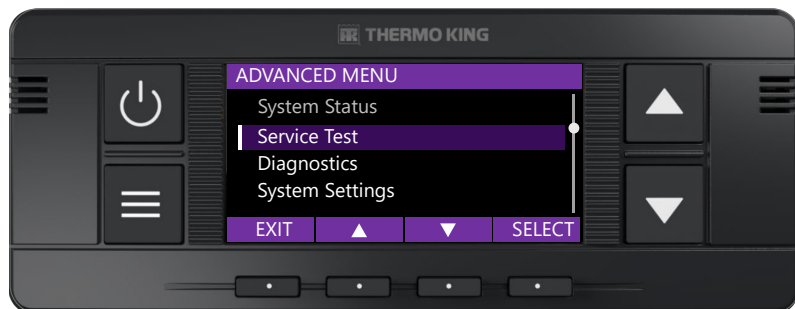 THERMO KING
ADVANCED MENU
System Status
Service Test
Diagnostics
System Settings
EXIT ▲ ▼ SELECT